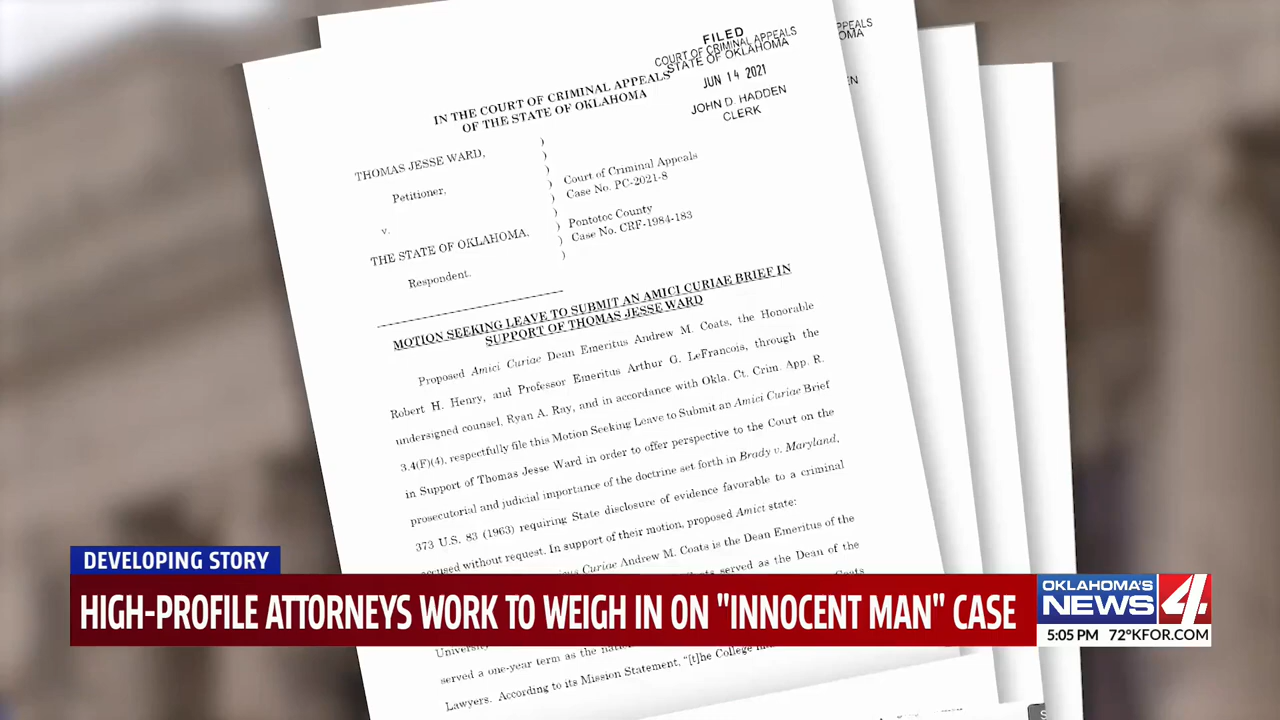 FILED
COURT OF CRIMINAL APPEALS
STATE OF OKLAHOMA
JUN 14 2021
JOHN D. HADDEN
CLERK
PEALS
OMA
EN
IN THE COURT OF CRIMINAL APPEALS
OF THE STATE OF OKLAHOMA
THOMAS JESSE WARD,
Petitioner,
v.
THE STATE OF OKLAHOMA,
Respondent.
)
)
)
)
)
)
)
)
)
Court of Criminal Appeals
Case No. PC-2021-8
Pontotoc County
Case No. CRF-1984-183
MOTION SEEKING LEAVE TO SUBMIT AN AMICI CURIAE BRIEF IN
SUPPORT OF THOMAS JESSE WARD
Proposed Amici Curiae Dean Emeritus Andrew M. Coats, the Honorable
Robert H. Henry, and Professor Emeritus Arthur G. LeFrancois, through the
undersigned counsel, Ryan A. Ray, and in accordance with Okla. Ct. Crim. App. R.
3.4(F)(4), respectfully file this Motion Seeking Leave to Submit an Amici Curiae Brief
in Support of Thomas Jesse Ward in order to offer perspective to the Court on the
prosecutorial and judicial importance of the doctrine set forth in Brady v. Maryland,
373 U.S. 83 (1963) requiring State disclosure of evidence favorable to a criminal
accused without request. In support of their motion, proposed Amici state:
Curiae Andrew M. Coats is the Dean Emeritus of the
served as the Dean of the
Coats
University
served a one-year term as the
Lawyers. According to its Mission Statement, "[t]he College
DEVELOPING STORY
HIGH-PROFILE ATTORNEYS WORK TO WEIGH IN ON "INNOCENT MAN" CASE
OKLAHOMA'S
NEWS 4
5:05 PM 72° KFOR.COM